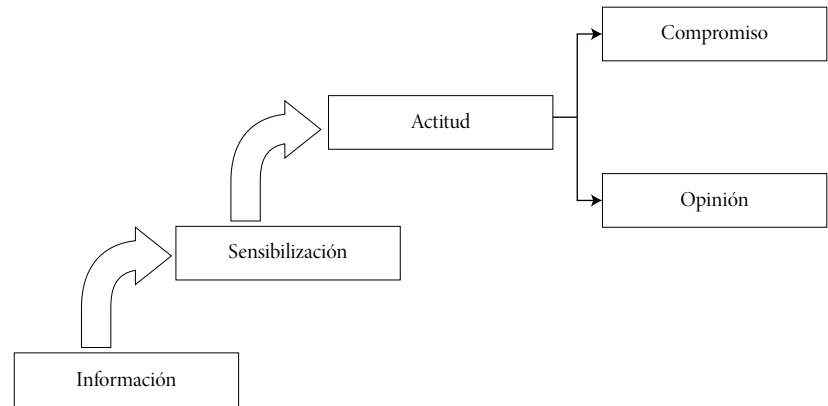 Compromiso
Actitud
Opinión
Sensibilización
Información